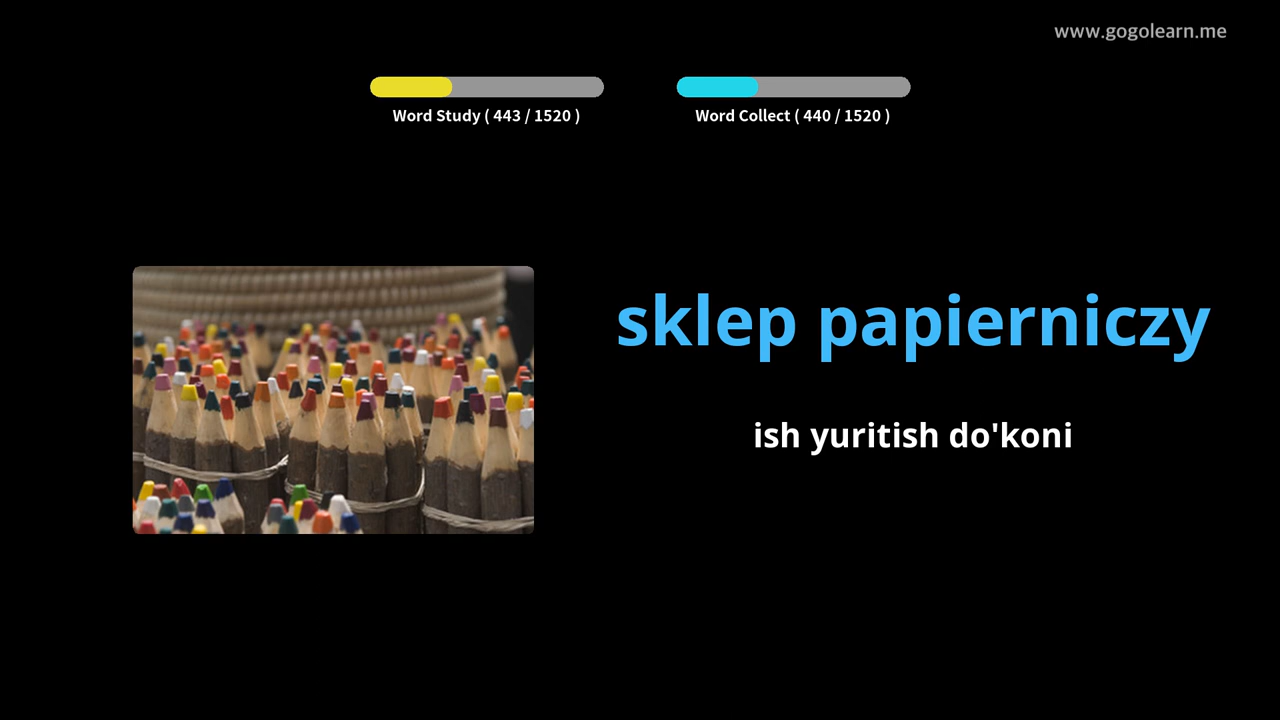 www.gogolearn.me
Word Study ( 443 / 1520 )
Word Collect ( 440 / 1520 )
sklep papierniczy
ish yuritish do'koni